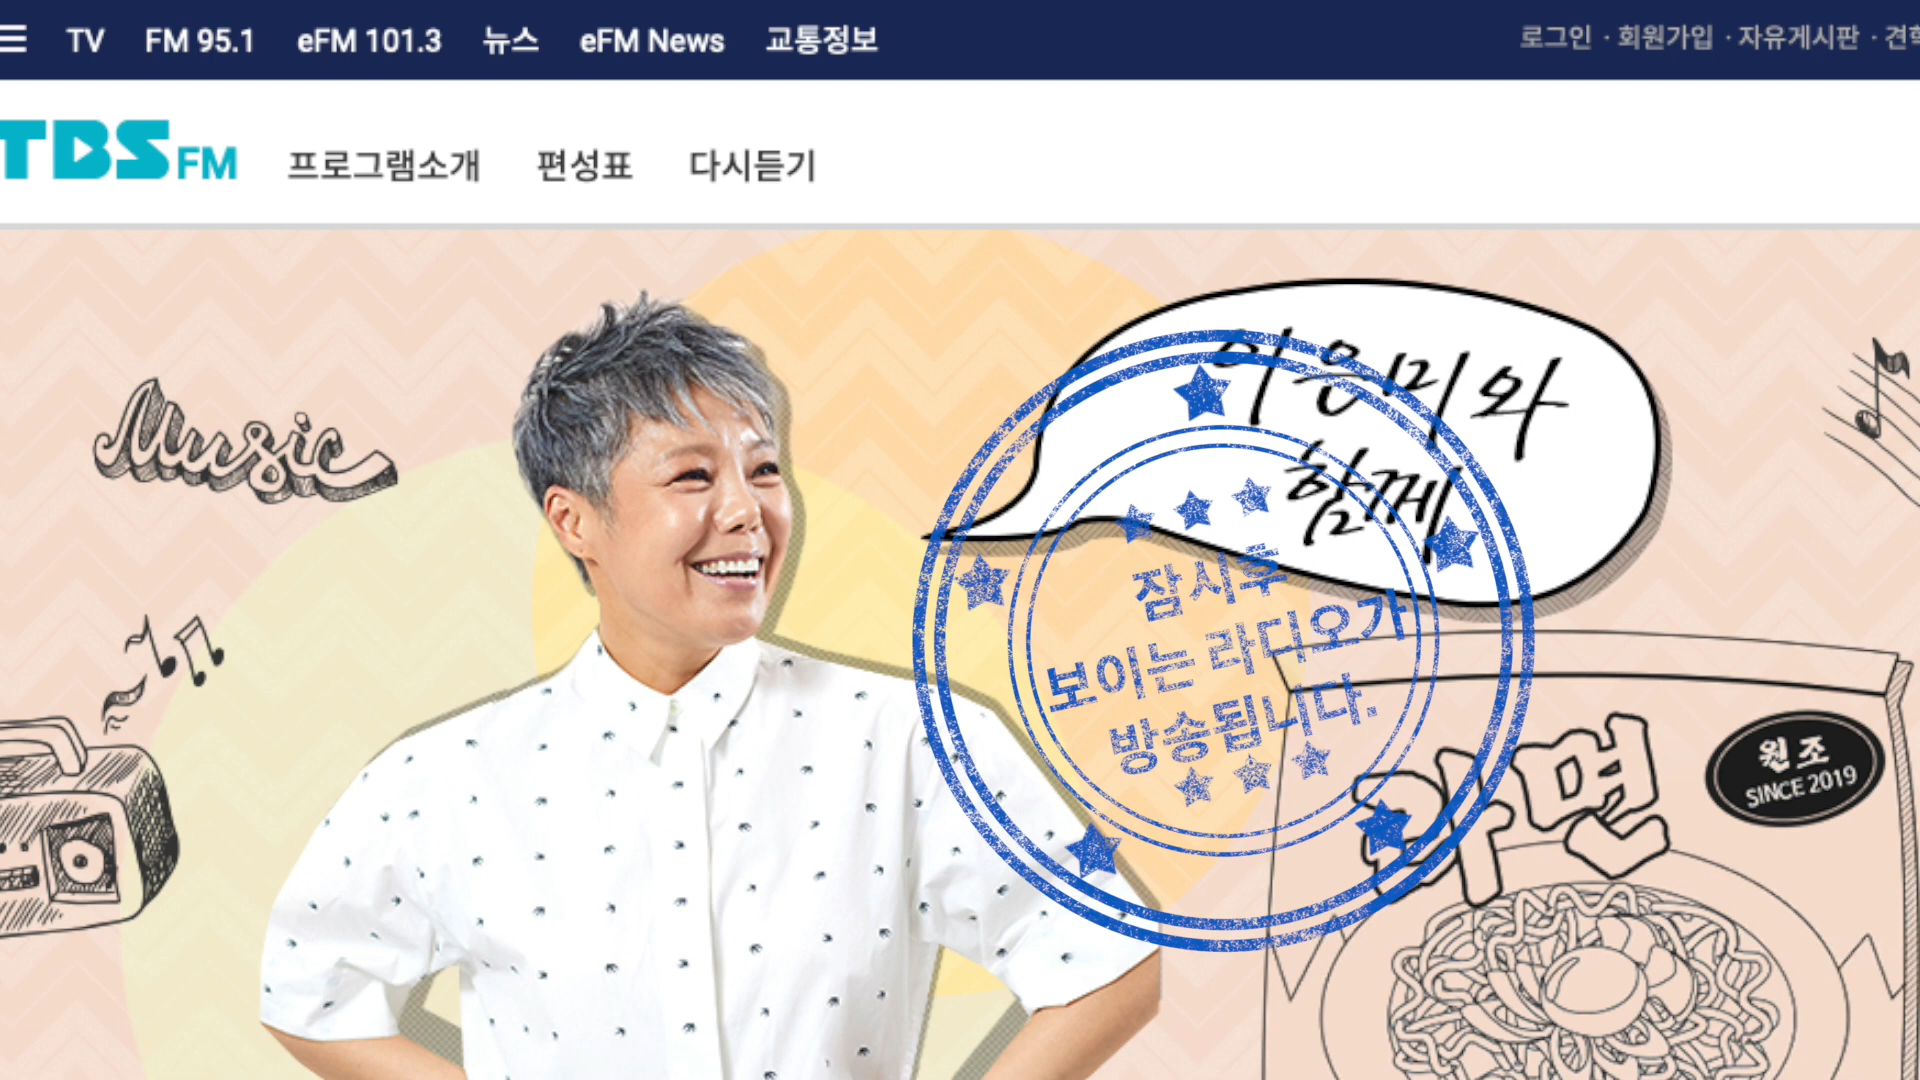 TV FM 95.1 eFM 101.3 뉴스 eFM News 교통정보
로그인 · 회원가입 · 자유게시판 · 견학
TBS FM 프로그램소개 편성표 다시듣기
Music
이은미와
함께
잠시후
보이는 라디오가
방송됩니다.
라면
원조
SINCE 2019